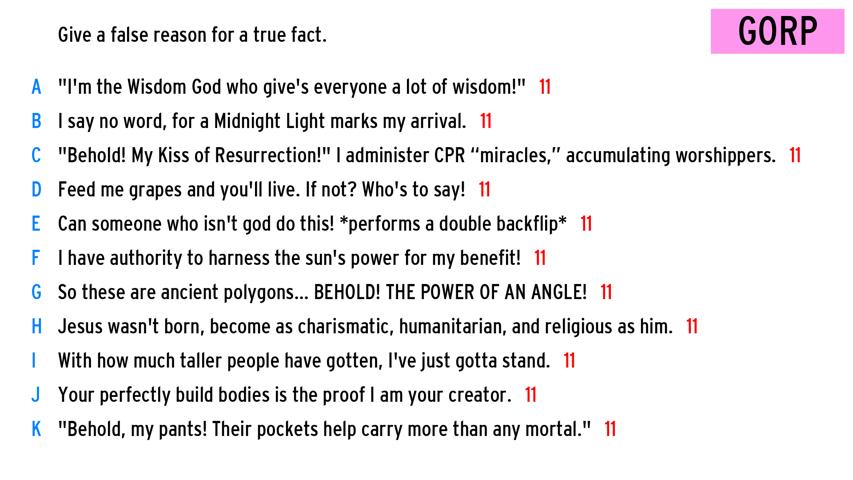 Give a false reason for a true fact.
GORP
A "I'm the Wisdom God who give's everyone a lot of wisdom!" 11
B I say no word, for a Midnight Light marks my arrival. 11
C "Behold! My Kiss of Resurrection!" I administer CPR “miracles,” accumulating worshippers. 11
D Feed me grapes and you'll live. If not? Who's to say! 11
E Can someone who isn't god do this! *performs a double backflip* 11
F I have authority to harness the sun's power for my benefit! 11
G So these are ancient polygons... BEHOLD! THE POWER OF AN ANGLE! 11
H Jesus wasn't born, become as charismatic, humanitarian, and religious as him. 11
I With how much taller people have gotten, I've just gotta stand. 11
J Your perfectly build bodies is the proof I am your creator. 11
K "Behold, my pants! Their pockets help carry more than any mortal." 11